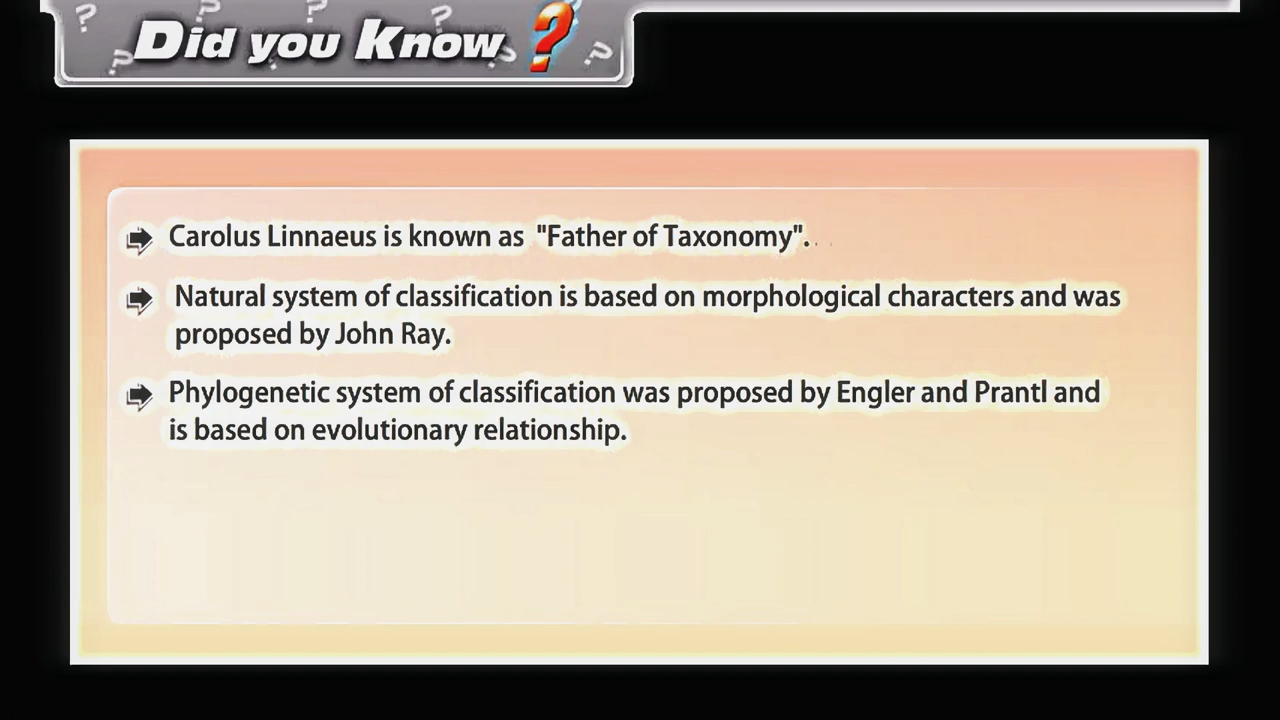 Did you Know ?
Carolus Linnaeus is known as "Father of Taxonomy".
Natural system of classification is based on morphological characters and was
proposed by John Ray.
Phylogenetic system of classification was proposed by Engler and Prantl and
is based on evolutionary relationship.